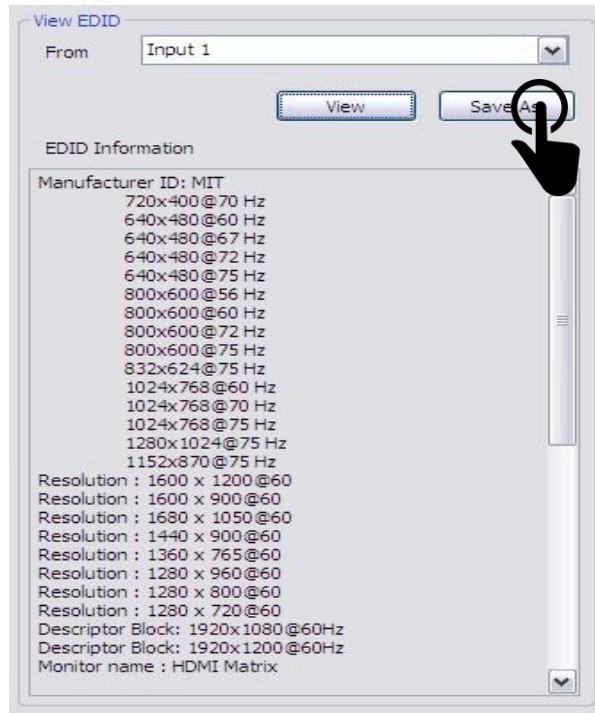 View EDID
From Input 1
View Save As
EDID Information
Manufacturer ID: MIT
720x400@70 Hz
640x480@60 Hz
640x480@67 Hz
640x480@72 Hz
640x480@75 Hz
800x600@56 Hz
800x600@60 Hz
800x600@72 Hz
800x600@75 Hz
832x624@75 Hz
1024x768@60 Hz
1024x768@70 Hz
1024x768@75 Hz
1280x1024@75 Hz
1152x870@75 Hz
Resolution : 1600 x 1200@60
Resolution : 1600 x 900@60
Resolution : 1680 x 1050@60
Resolution : 1440 x 900@60
Resolution : 1360 x 765@60
Resolution : 1280 x 960@60
Resolution : 1280 x 800@60
Resolution : 1280 x 720@60
Descriptor Block: 1920x1080@60Hz
Descriptor Block: 1920x1200@60Hz
Monitor name : HDMI Matrix